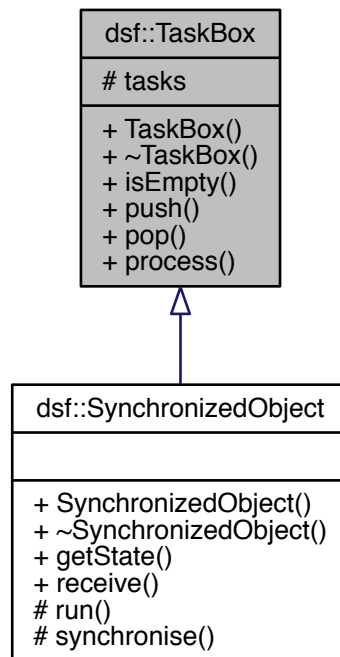 dsf::TaskBox
# tasks
+ TaskBox()
+ ~TaskBox()
+ isEmpty()
+ push()
+ pop()
+ process()
dsf::SynchronizedObject
+ SynchronizedObject()
+ ~SynchronizedObject()
+ getState()
+ receive()
# run()
# synchronise()